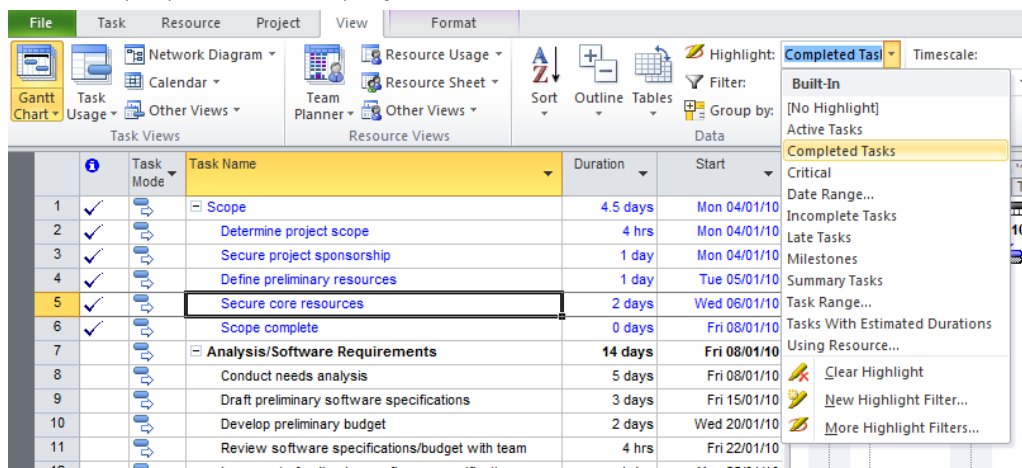 File Task Resource Project View Format
Network Diagram Resource Usage Highlight: Completed Tasl Timescale:
Calendar Resource Sheet Filter:
Other Views Other Views Group by:
Gantt Chart Task Usage Team Planner Sort Outline Tables
Task Views Resource Views Data
Built-In
[No Highlight]
Active Tasks
Completed Tasks
Critical
Date Range...
Incomplete Tasks
Late Tasks
Milestones
Summary Tasks
Task Range...
Tasks With Estimated Durations
Using Resource...
Clear Highlight
New Highlight Filter...
More Highlight Filters...
Task Mode Task Name Duration Start
1 Scope 4.5 days Mon 04/01/10
2 Determine project scope 4 hrs Mon 04/01/10
3 Secure project sponsorship 1 day Mon 04/01/10
4 Define preliminary resources 1 day Tue 05/01/10
5 Secure core resources 2 days Wed 06/01/10
6 Scope complete 0 days Fri 08/01/10
7 Analysis/Software Requirements 14 days Fri 08/01/10
8 Conduct needs analysis 5 days Fri 08/01/10
9 Draft preliminary software specifications 3 days Fri 15/01/10
10 Develop preliminary budget 2 days Wed 20/01/10
11 Review software specifications/budget with team 4 hrs Fri 22/01/10